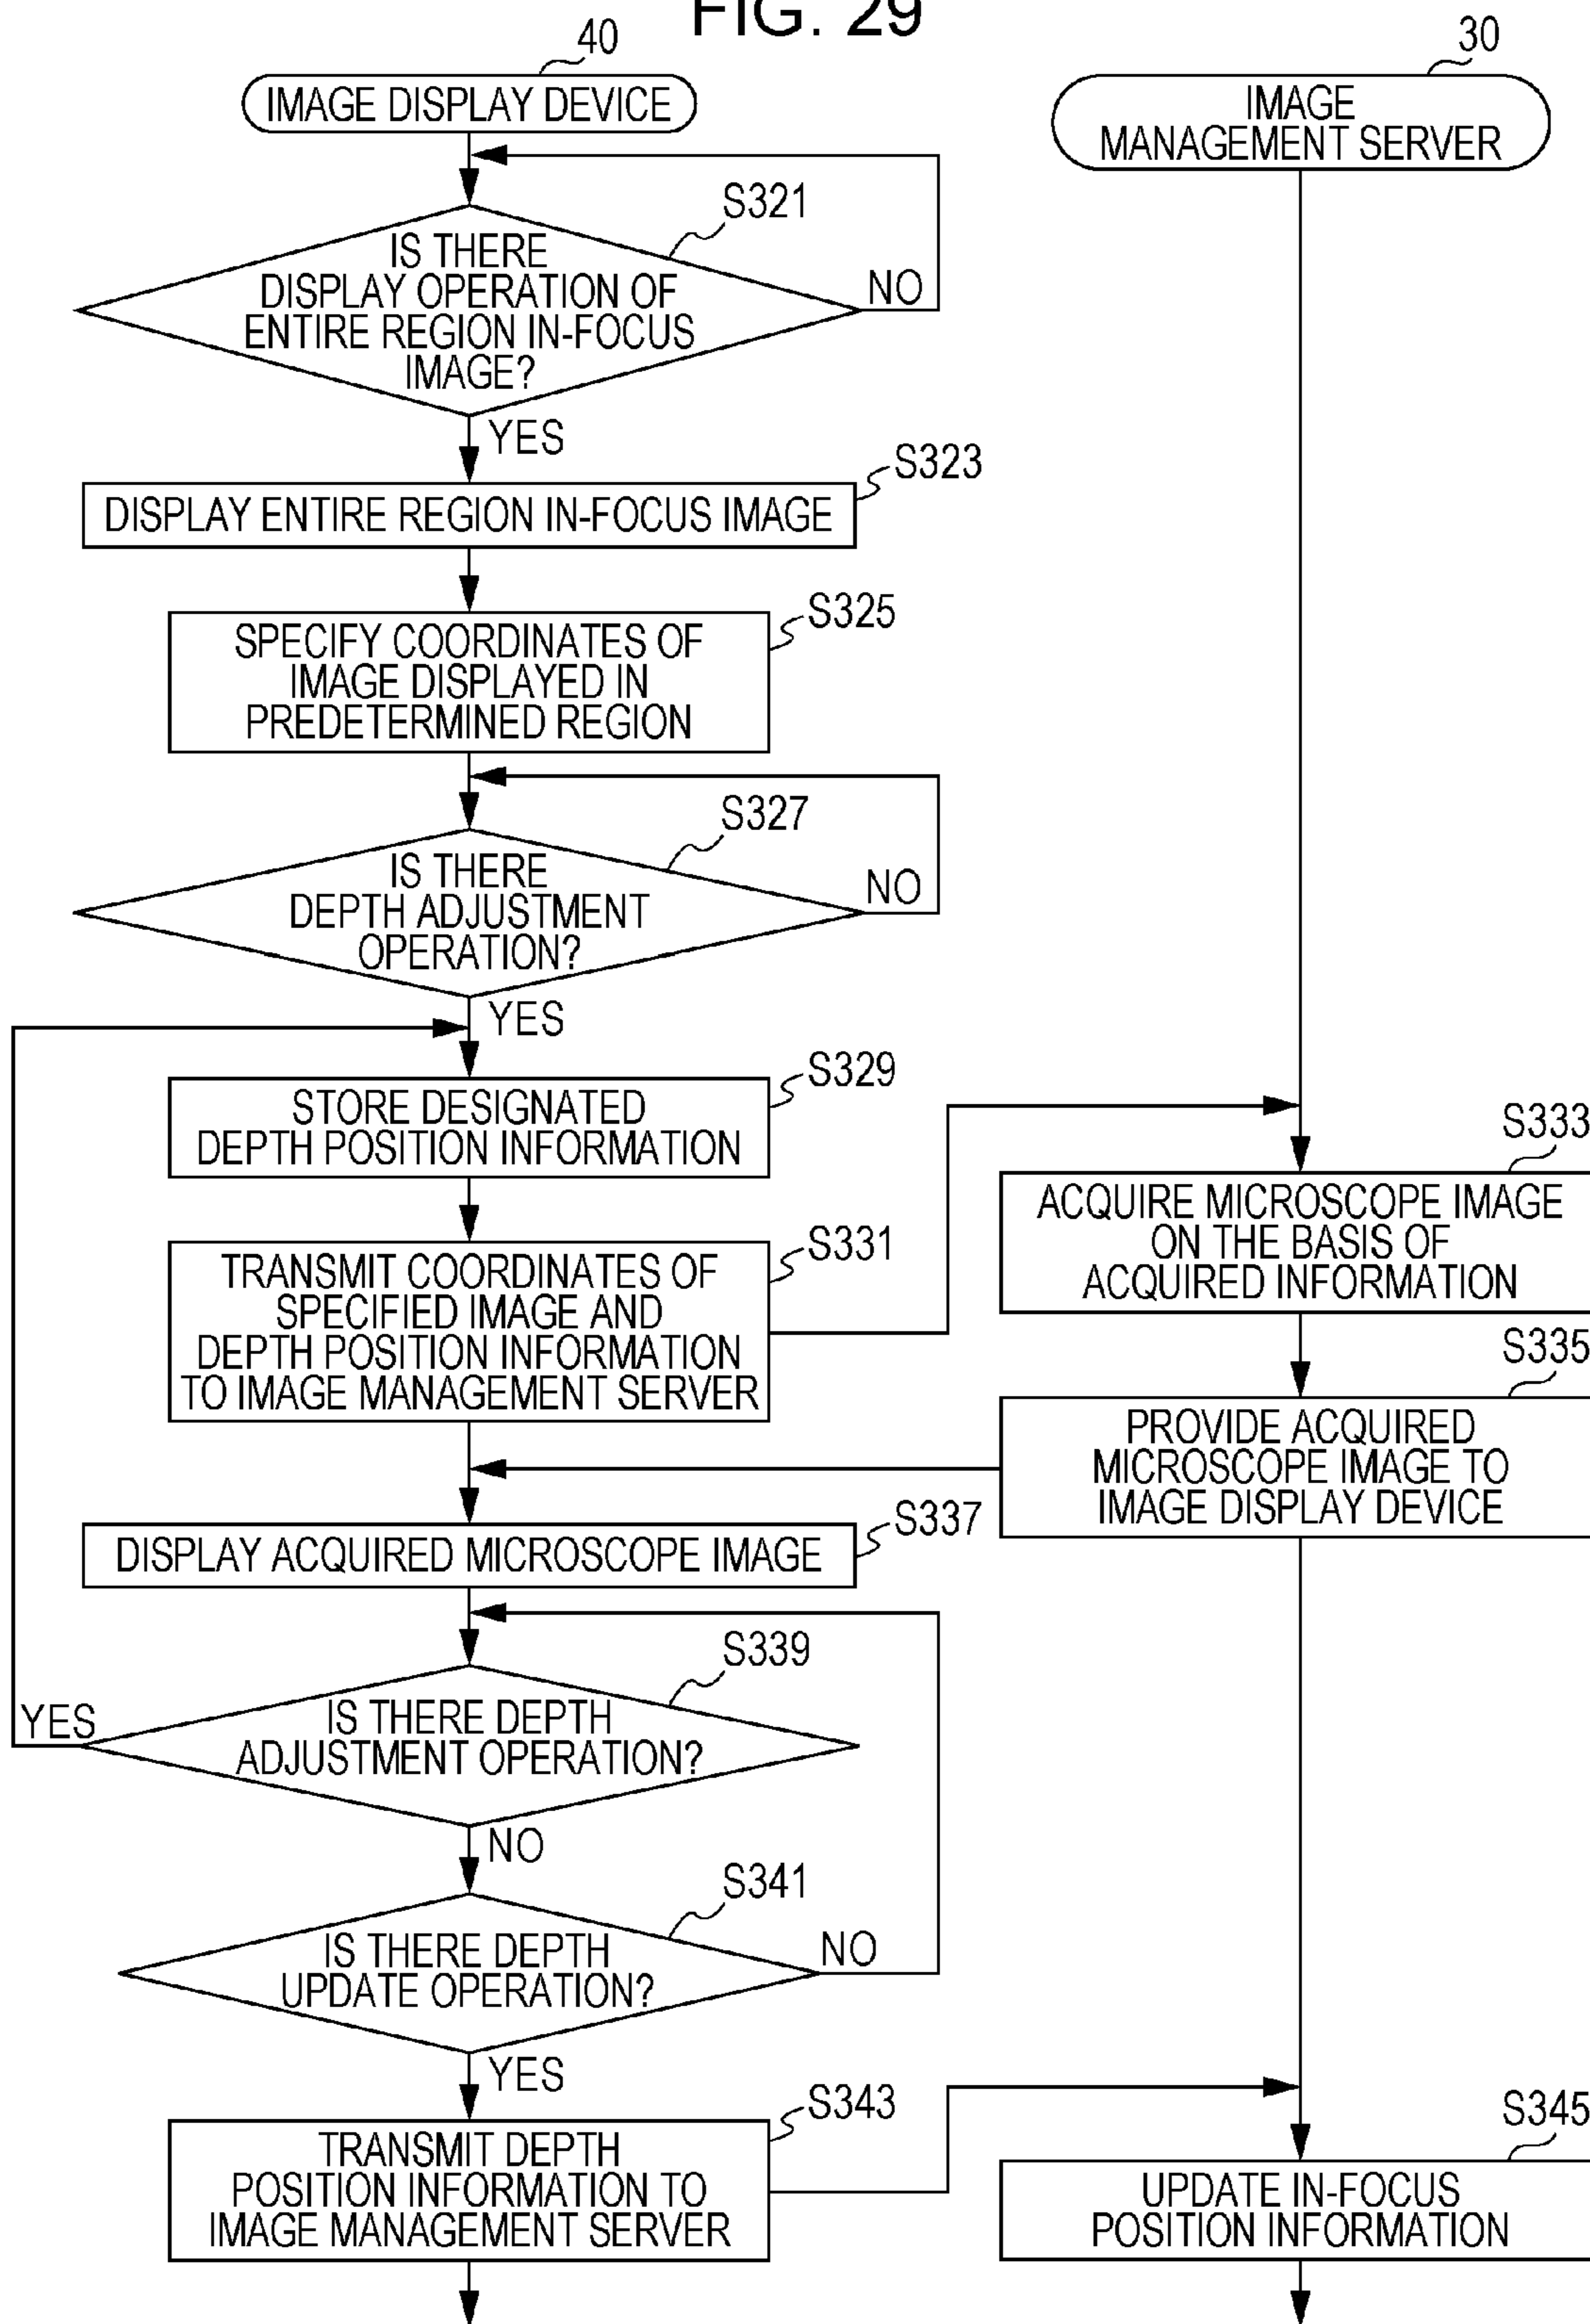 FIG. 29
40
30
IMAGE DISPLAY DEVICE
IMAGE
MANAGEMENT SERVER
S321
IS THERE
DISPLAY OPERATION OF
ENTIRE REGION IN-FOCUS
IMAGE?
NO
YES
S323
DISPLAY ENTIRE REGION IN-FOCUS IMAGE
S325
SPECIFY COORDINATES OF
IMAGE DISPLAYED IN
PREDETERMINED REGION
S327
IS THERE
DEPTH ADJUSTMENT
OPERATION?
NO
YES
S329
STORE DESIGNATED
DEPTH POSITION INFORMATION
S331
TRANSMIT COORDINATES OF
SPECIFIED IMAGE AND
DEPTH POSITION INFORMATION
TO IMAGE MANAGEMENT SERVER
S333
ACQUIRE MICROSCOPE IMAGE
ON THE BASIS OF
ACQUIRED INFORMATION
S335
PROVIDE ACQUIRED
MICROSCOPE IMAGE TO
IMAGE DISPLAY DEVICE
S337
DISPLAY ACQUIRED MICROSCOPE IMAGE
S339
IS THERE DEPTH
ADJUSTMENT OPERATION?
YES
NO
S341
IS THERE DEPTH
UPDATE OPERATION?
NO
YES
S343
TRANSMIT DEPTH
POSITION INFORMATION TO
IMAGE MANAGEMENT SERVER
S345
UPDATE IN-FOCUS
POSITION INFORMATION